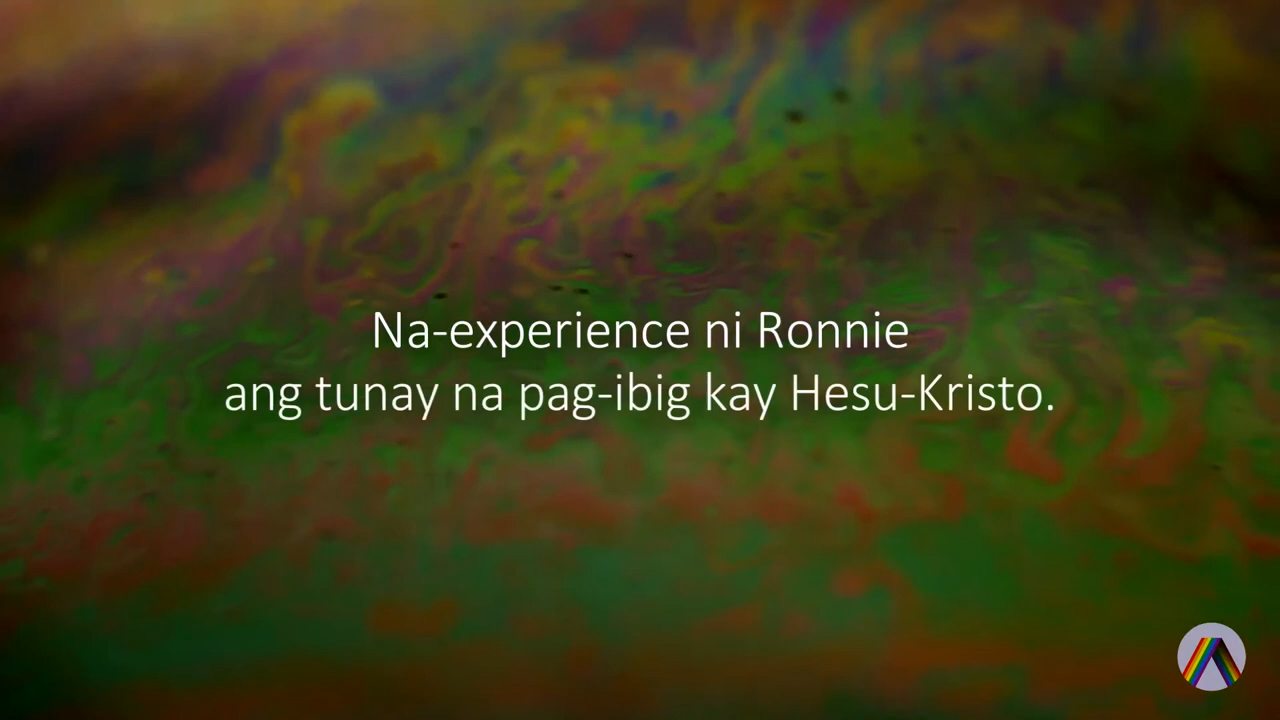 Na-experience ni Ronnie
ang tunay na pag-ibig kay Hesu-Kristo.